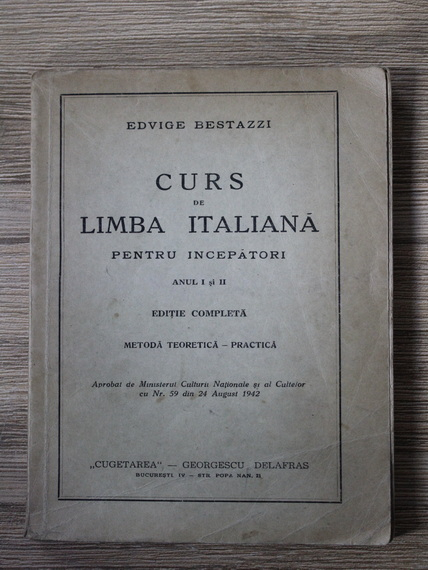 EDVIGE BESTAZZI
CURS
DE
LIMBA ITALIANĂ
PENTRU INCEPĂTORI
ANUL I și II
EDIȚIE COMPLETĂ
METODĂ TEORETICĂ – PRACTICĂ
Aprobat de Ministerul Culturii Naționale și al Cultelor
cu Nr. 59 din 24 August 1942
„CUGETAREA" — GEORGESCU DELAFRAS
BUCUREȘTI IV — STR. POPA NAN, 21